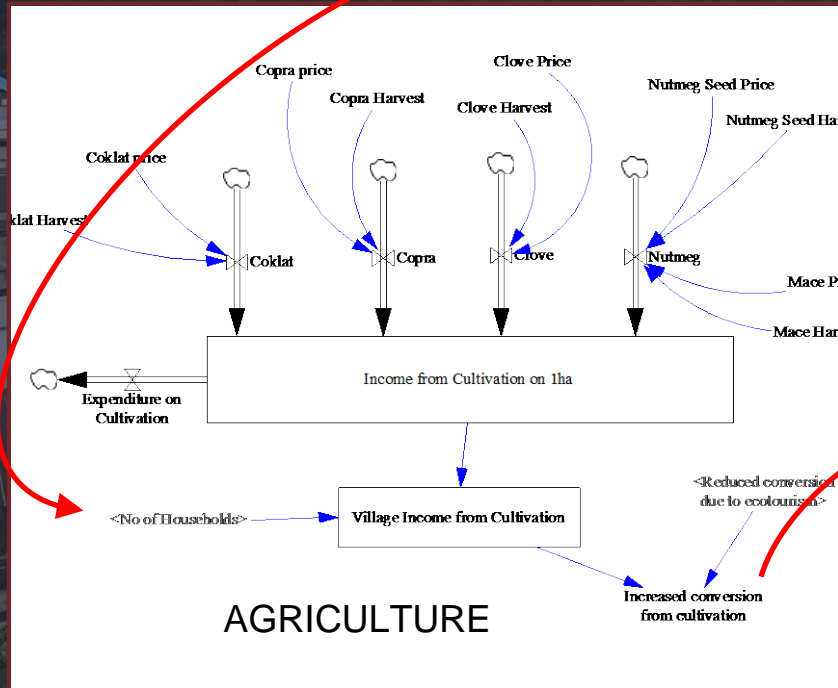 Copra price
Clove Price
Copra Harvest
Clove Harvest
Nutmeg Seed Price
Nutmeg Seed Har
Coklat price
klat Harvest
Coklat
Copra
Clove
Nutmeg
Mace P
Mace Har
Income from Cultivation on 1ha
Expenditure on
Cultivation
<Reduced conversion
due to ecotourism>
<No of Households>
Village Income from Cultivation
Increased conversion
from cultivation
AGRICULTURE